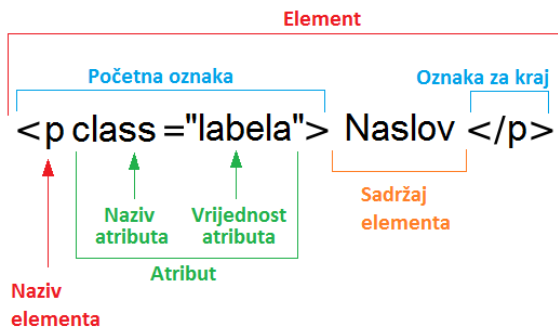 Element
Početna oznaka
Oznaka za kraj
<p class="labela"> Naslov </p>
Naziv
atributa
Vrijednost
atributa
Sadržaj
elementa
Atribut
Naziv
elementa